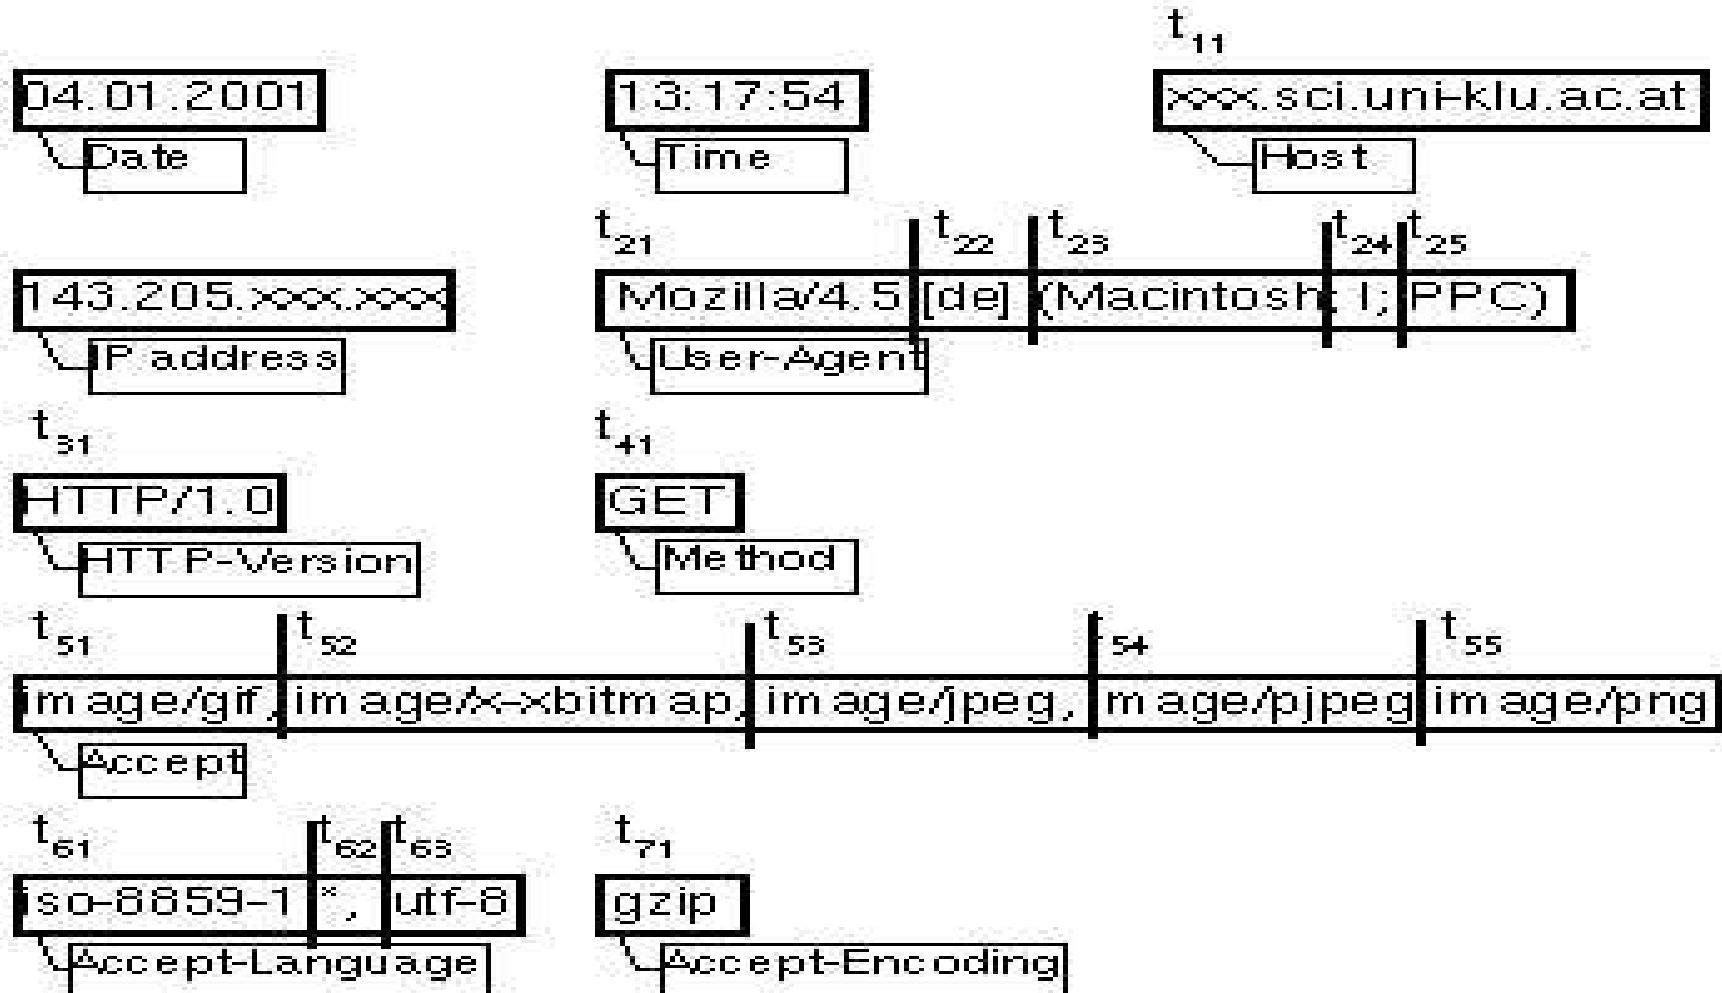 t11
04.01.2001 13:17:54 xxx.sci.uni-klu.ac.at
Date Time Host
t21 t22 t23 t24 t25
143.205.xxx.xxx Mozilla/4.5 [de] (Macintosh; I; PPC)
IP address User-Agent
t31 t41
HTTP/1.0 GET
HTTP-Version Method
t51 t52 t53 t54 t55
image/gif, image/x-xbitmap, image/jpeg, image/pjpeg image/png
Accept
t61 t62 t63 t71
iso-8859-1 *, utf-8 gzip
Accept-Language Accept-Encoding